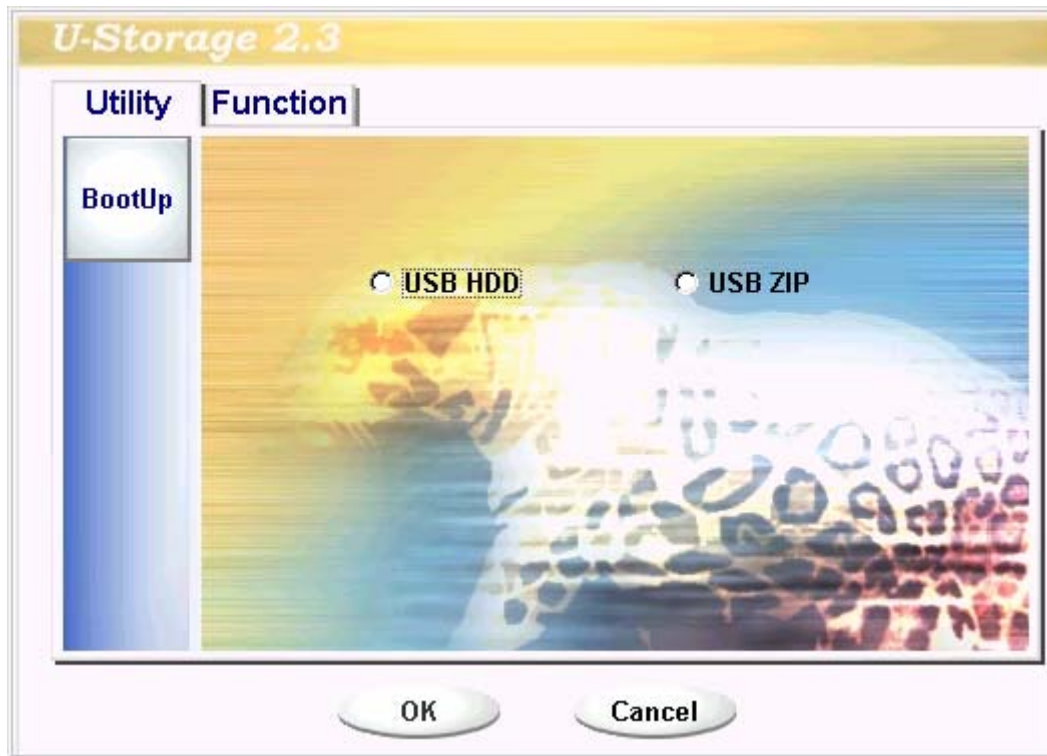 U-Storage 2.3
Utility
Function
BootUp
USB HDD
USB ZIP
OK
Cancel